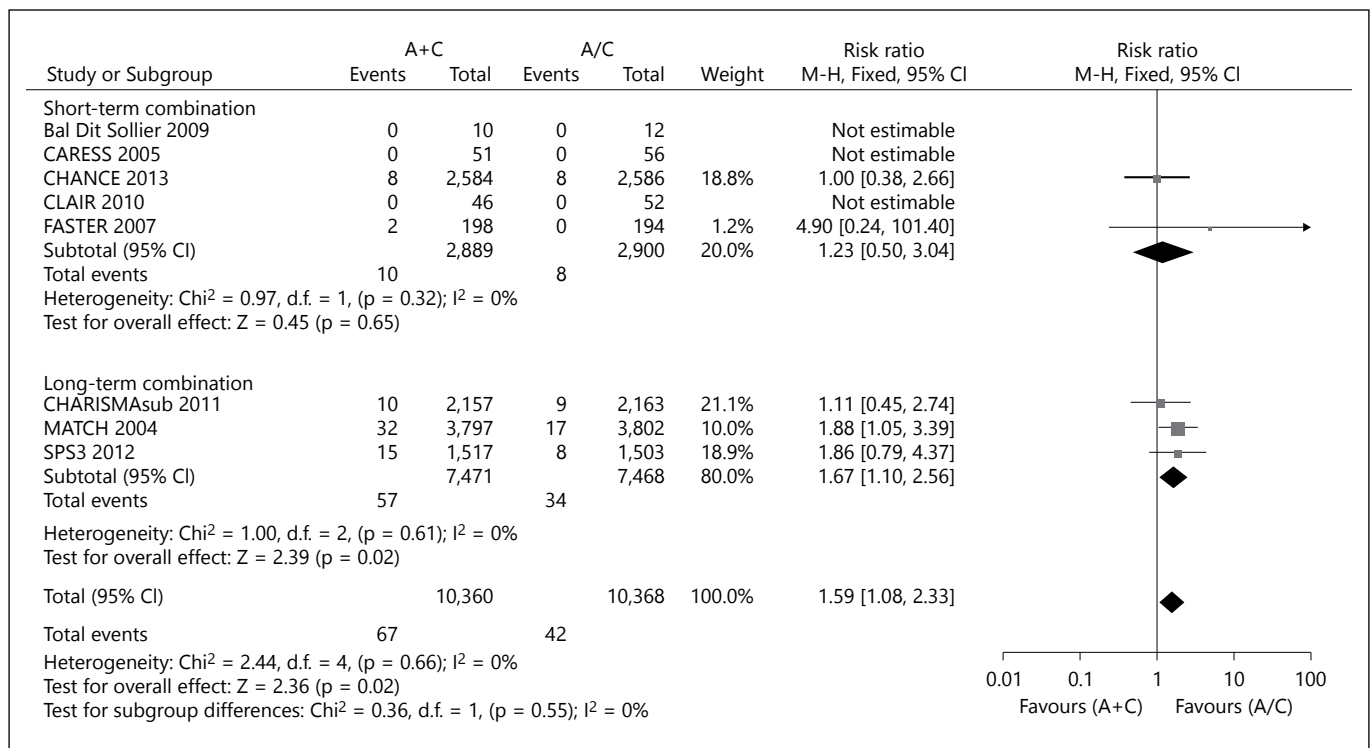 A+C A/C Risk ratio Risk ratio
Study or Subgroup Events Total Events Total Weight M-H, Fixed, 95% CI M-H, Fixed, 95% CI
Short-term combination
Bal Dit Sollier 2009 0 10 0 12 Not estimable
CARESS 2005 0 51 0 56 Not estimable
CHANCE 2013 8 2,584 8 2,586 18.8% 1.00 [0.38, 2.66]
CLAIR 2010 0 46 0 52 Not estimable
FASTER 2007 2 198 0 194 1.2% 4.90 [0.24, 101.40]
Subtotal (95% CI) 2,889 2,900 20.0% 1.23 [0.50, 3.04]
Total events 10 8
Heterogeneity: Chi² = 0.97, d.f. = 1, (p = 0.32); I² = 0%
Test for overall effect: Z = 0.45 (p = 0.65)
Long-term combination
CHARISMAsub 2011 10 2,157 9 2,163 21.1% 1.11 [0.45, 2.74]
MATCH 2004 32 3,797 17 3,802 10.0% 1.88 [1.05, 3.39]
SPS3 2012 15 1,517 8 1,503 18.9% 1.86 [0.79, 4.37]
Subtotal (95% CI) 7,471 7,468 80.0% 1.67 [1.10, 2.56]
Total events 57 34
Heterogeneity: Chi² = 1.00, d.f. = 2, (p = 0.61); I² = 0%
Test for overall effect: Z = 2.39 (p = 0.02)
Total (95% CI) 10,360 10,368 100.0% 1.59 [1.08, 2.33]
Total events 67 42
Heterogeneity: Chi² = 2.44, d.f. = 4, (p = 0.66); I² = 0%
Test for overall effect: Z = 2.36 (p = 0.02)
Test for subgroup differences: Chi² = 0.36, d.f. = 1, (p = 0.55); I² = 0%
0.01 0.1 1 10 100
Favours (A+C) Favours (A/C)